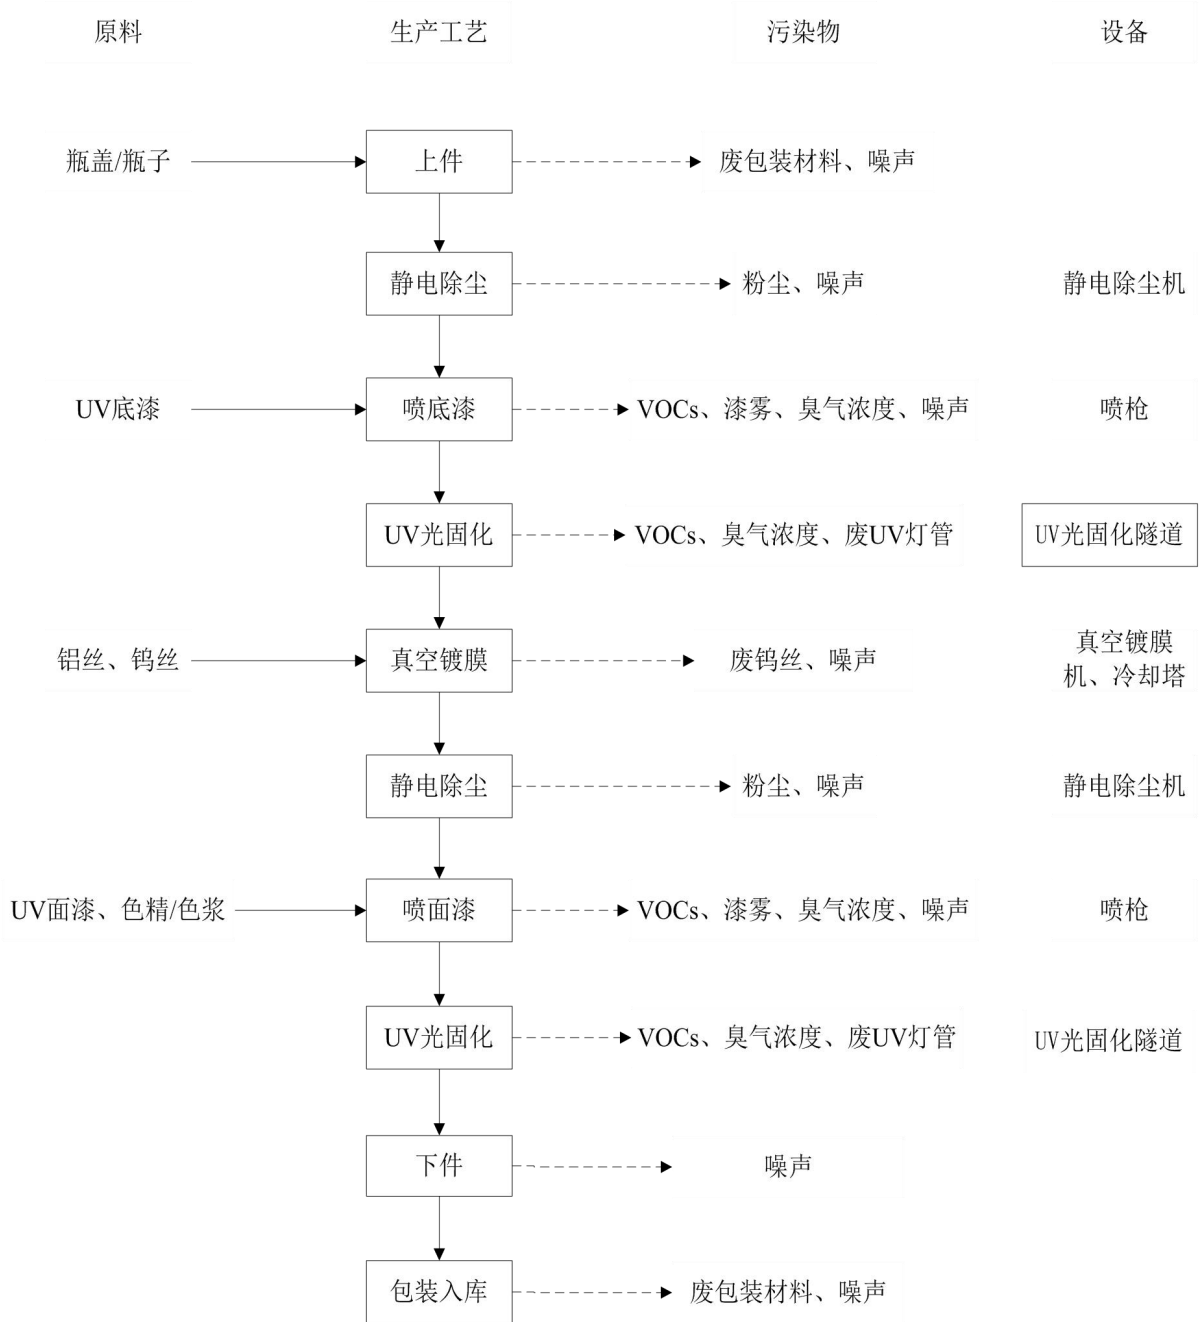 原料 生产工艺 污染物 设备
瓶盖/瓶子 上件 废包装材料、噪声
静电除尘 粉尘、噪声 静电除尘机
UV底漆 喷底漆 VOCs、漆雾、臭气浓度、噪声 喷枪
UV光固化 VOCs、臭气浓度、废UV灯管 UV光固化隧道
铝丝、钨丝 真空镀膜 废钨丝、噪声 真空镀膜
机、冷却塔
静电除尘 粉尘、噪声 静电除尘机
UV面漆、色精/色浆 喷面漆 VOCs、漆雾、臭气浓度、噪声 喷枪
UV光固化 VOCs、臭气浓度、废UV灯管 UV光固化隧道
下件 噪声
包装入库 废包装材料、噪声